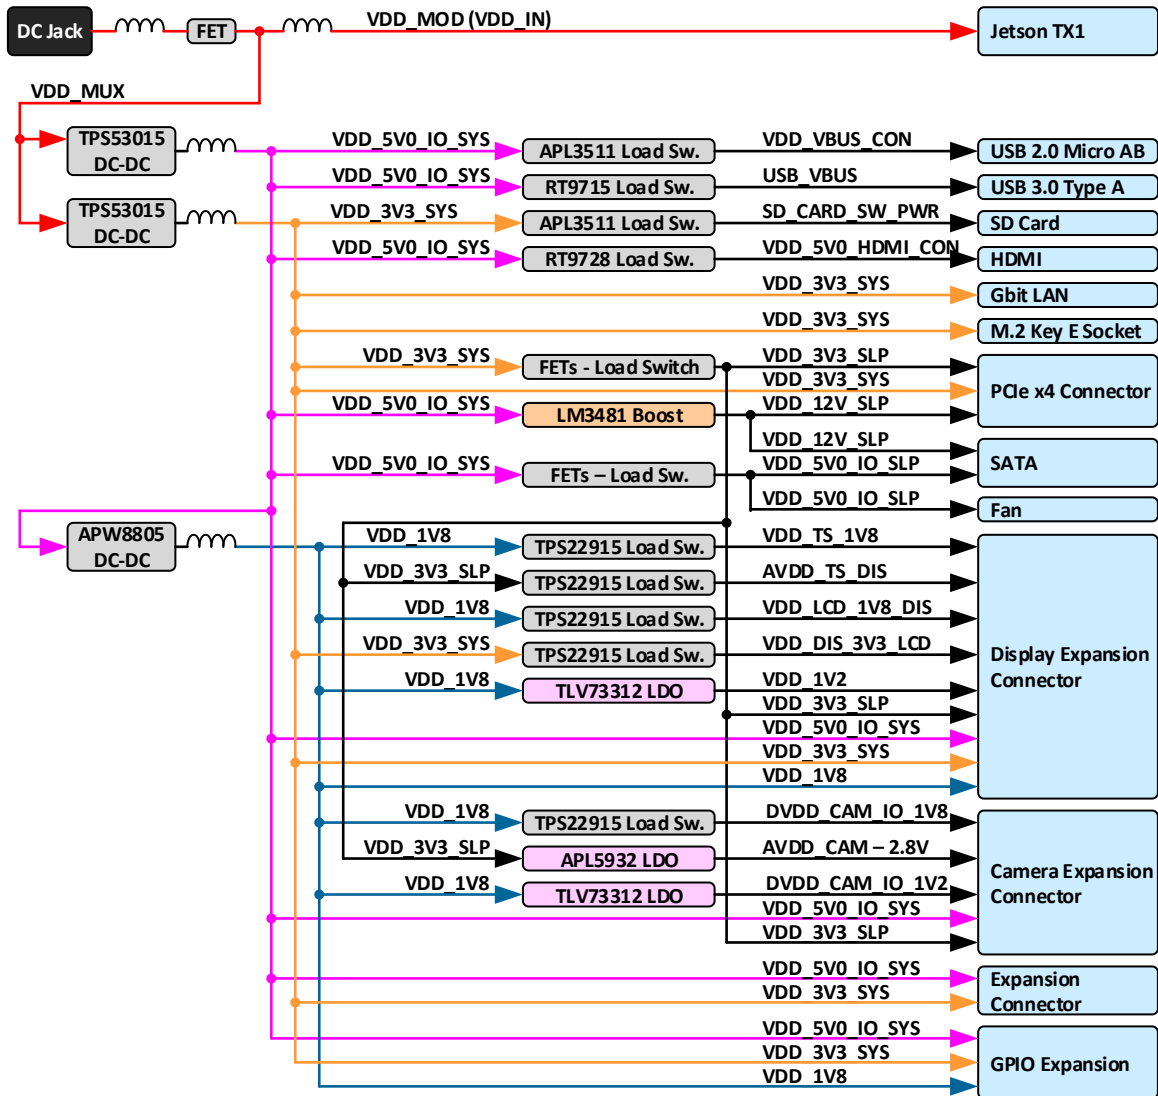 DC Jack
FET
VDD_MOD (VDD_IN)
Jetson TX1
VDD_MUX
TPS53015
DC-DC
VDD_5V0_IO_SYS
APL3511 Load Sw.
VDD_VBUS_CON
USB 2.0 Micro AB
VDD_5V0_IO_SYS
RT9715 Load Sw.
USB_VBUS
USB 3.0 Type A
TPS53015
DC-DC
VDD_3V3_SYS
APL3511 Load Sw.
SD_CARD_SW_PWR
SD Card
VDD_5V0_IO_SYS
RT9728 Load Sw.
VDD_5V0_HDMI_CON
HDMI
VDD_3V3_SYS
Gbit LAN
VDD_3V3_SYS
M.2 Key E Socket
VDD_3V3_SYS
FETs - Load Switch
VDD_3V3_SLP
VDD_3V3_SYS
PCIe x4 Connector
VDD_5V0_IO_SYS
LM3481 Boost
VDD_12V_SLP
VDD_12V_SLP
SATA
VDD_5V0_IO_SYS
FETs – Load Sw.
VDD_5V0_IO_SLP
VDD_5V0_IO_SLP
Fan
APW8805
DC-DC
VDD_1V8
TPS22915 Load Sw.
VDD_TS_1V8
VDD_3V3_SLP
TPS22915 Load Sw.
AVDD_TS_DIS
VDD_1V8
TPS22915 Load Sw.
VDD_LCD_1V8_DIS
VDD_3V3_SYS
TPS22915 Load Sw.
VDD_DIS_3V3_LCD
Display Expansion
Connector
VDD_1V8
TLV73312 LDO
VDD_1V2
VDD_3V3_SLP
VDD_5V0_IO_SYS
VDD_3V3_SYS
VDD_1V8
VDD_1V8
TPS22915 Load Sw.
DVDD_CAM_IO_1V8
VDD_3V3_SLP
APL5932 LDO
AVDD_CAM – 2.8V
Camera Expansion
Connector
VDD_1V8
TLV73312 LDO
DVDD_CAM_IO_1V2
VDD_5V0_IO_SYS
VDD_3V3_SLP
VDD_5V0_IO_SYS
VDD_3V3_SYS
Expansion
Connector
VDD_5V0_IO_SYS
VDD_3V3_SYS
VDD_1V8
GPIO Expansion